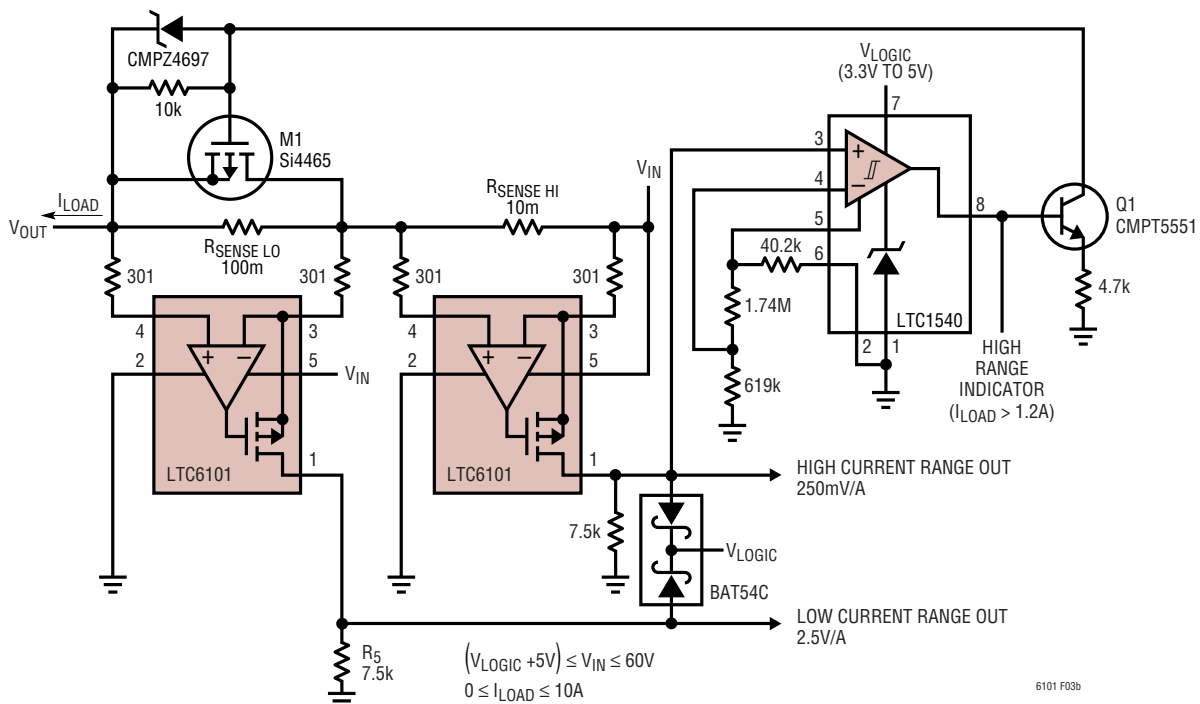 CMPZ4697
10k
M1
Si4465
V_LOGIC
(3.3V TO 5V)
7
3
4
5
6
8
40.2k
1.74M
619k
LTC1540
2
1
Q1
CMPT5551
4.7k
HIGH
RANGE
INDICATOR
(I_LOAD > 1.2A)
V_IN
I_LOAD
V_OUT
R_SENSE LO
100m
R_SENSE HI
10m
301
301
301
301
4
3
2
5
V_IN
1
LTC6101
4
3
2
5
1
LTC6101
7.5k
HIGH CURRENT RANGE OUT
250mV/A
V_LOGIC
BAT54C
LOW CURRENT RANGE OUT
2.5V/A
R5
7.5k
(V_LOGIC +5V) ≤ V_IN ≤ 60V
0 ≤ I_LOAD ≤ 10A
6101 F03b